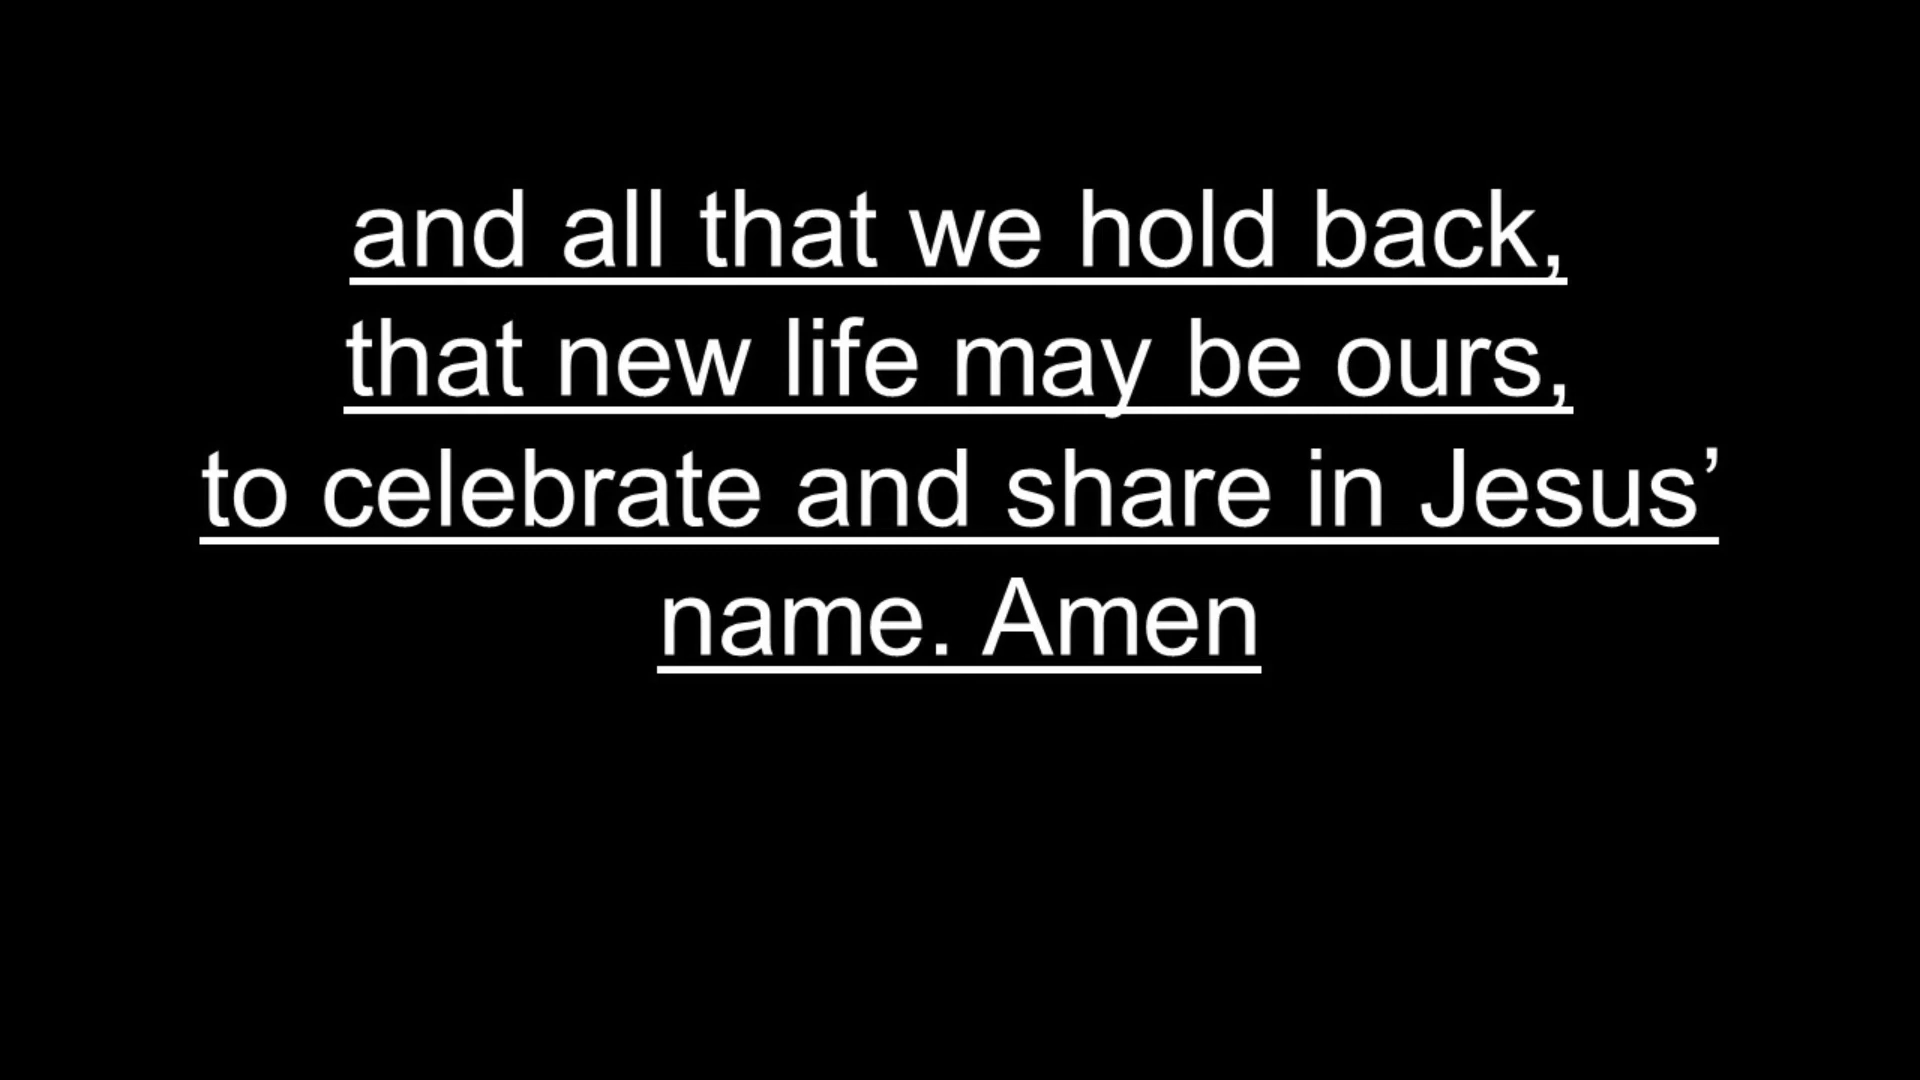 and all that we hold back,
that new life may be ours,
to celebrate and share in Jesus’
name. Amen